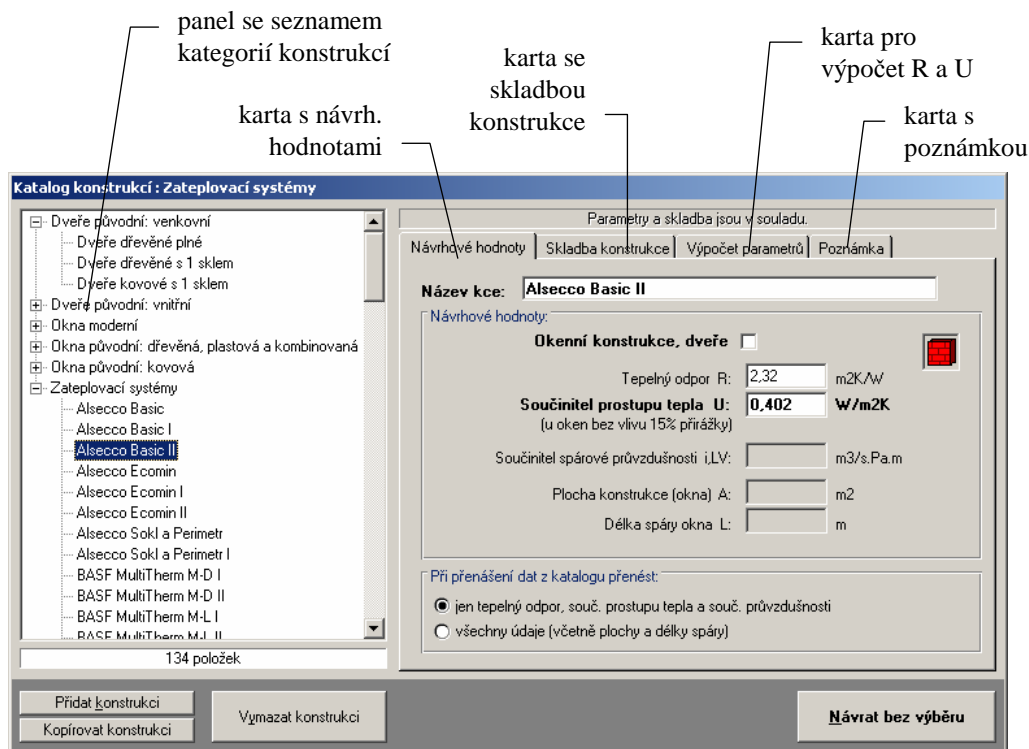 panel se seznamem
kategorií konstrukcí
karta s návrh.
hodnotami
karta se
skladbou
konstrukce
karta pro
výpočet R a U
karta s
poznámkou
Katalog konstrukcí : Zateplovací systémy
Dveře původní: venkovní
Dveře dřevěné plné
Dveře dřevěné s 1 sklem
Dveře kovové s 1 sklem
Dveře původní: vnitřní
Okna moderní
Okna původní: dřevěná, plastová a kombinovaná
Okna původní: kovová
Zateplovací systémy
Alsecco Basic
Alsecco Basic I
Alsecco Basic II
Alsecco Ecomin
Alsecco Ecomin I
Alsecco Ecomin II
Alsecco Sokl a Perimetr
Alsecco Sokl a Perimetr I
BASF MultiTherm M-D I
BASF MultiTherm M-D II
BASF MultiTherm M-L I
BASF MultiTherm M-L II
134 položek
Parametry a skladba jsou v souladu.
Návrhové hodnoty Skladba konstrukce Výpočet parametrů Poznámka
Název kce: Alsecco Basic II
Návrhové hodnoty:
Okenní konstrukce, dveře
Tepelný odpor R: 2,32 m2K/W
Součinitel prostupu tepla U: 0,402 W/m2K
(u oken bez vlivu 15% přirážky)
Součinitel spárové průvzdušnosti i,LV: m3/s.Pa.m
Plocha konstrukce (okna) A: m2
Délka spáry okna L: m
Při přenášení dat z katalogu přenést:
jen tepelný odpor, souč. prostupu tepla a souč. průvzdušnosti
všechny údaje (včetně plochy a délky spáry)
Přidat konstrukci
Kopírovat konstrukci
Vymazat konstrukci
Návrat bez výběru